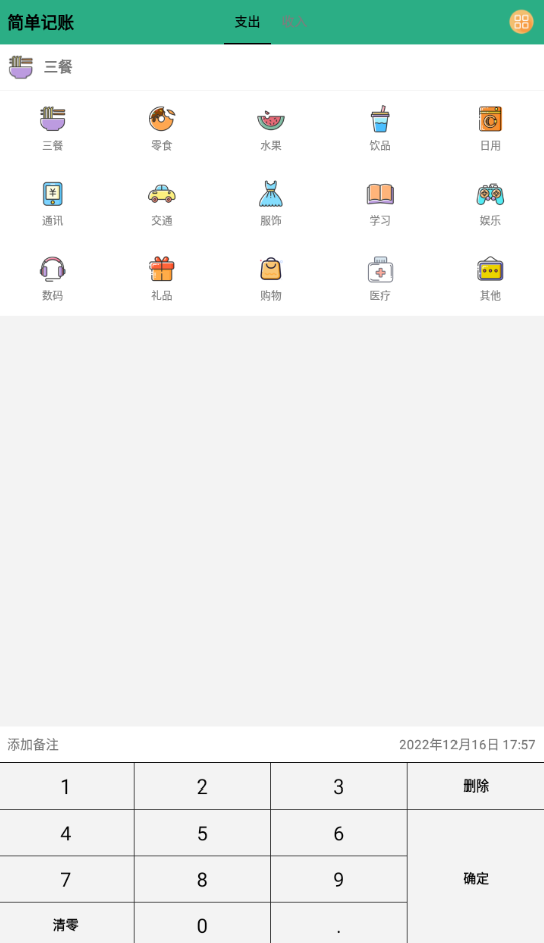 简单记账 支出 收入
三餐
三餐 零食 水果 饮品 日用
通讯 交通 服饰 学习 娱乐
数码 礼品 购物 医疗 其他
添加备注 2022年12月16日 17:57
1 2 3 删除
4 5 6
7 8 9 确定
清零 0 .